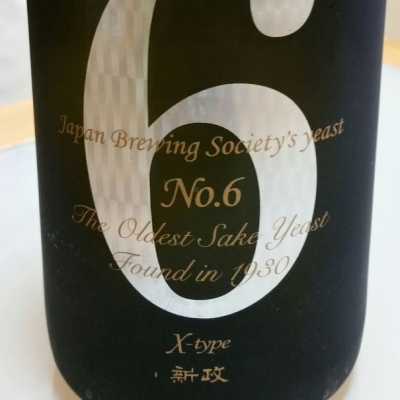 6
Japan Brewing Society's yeast
No.6
The Oldest Sake Yeast
Found in 1930
X-type
新政